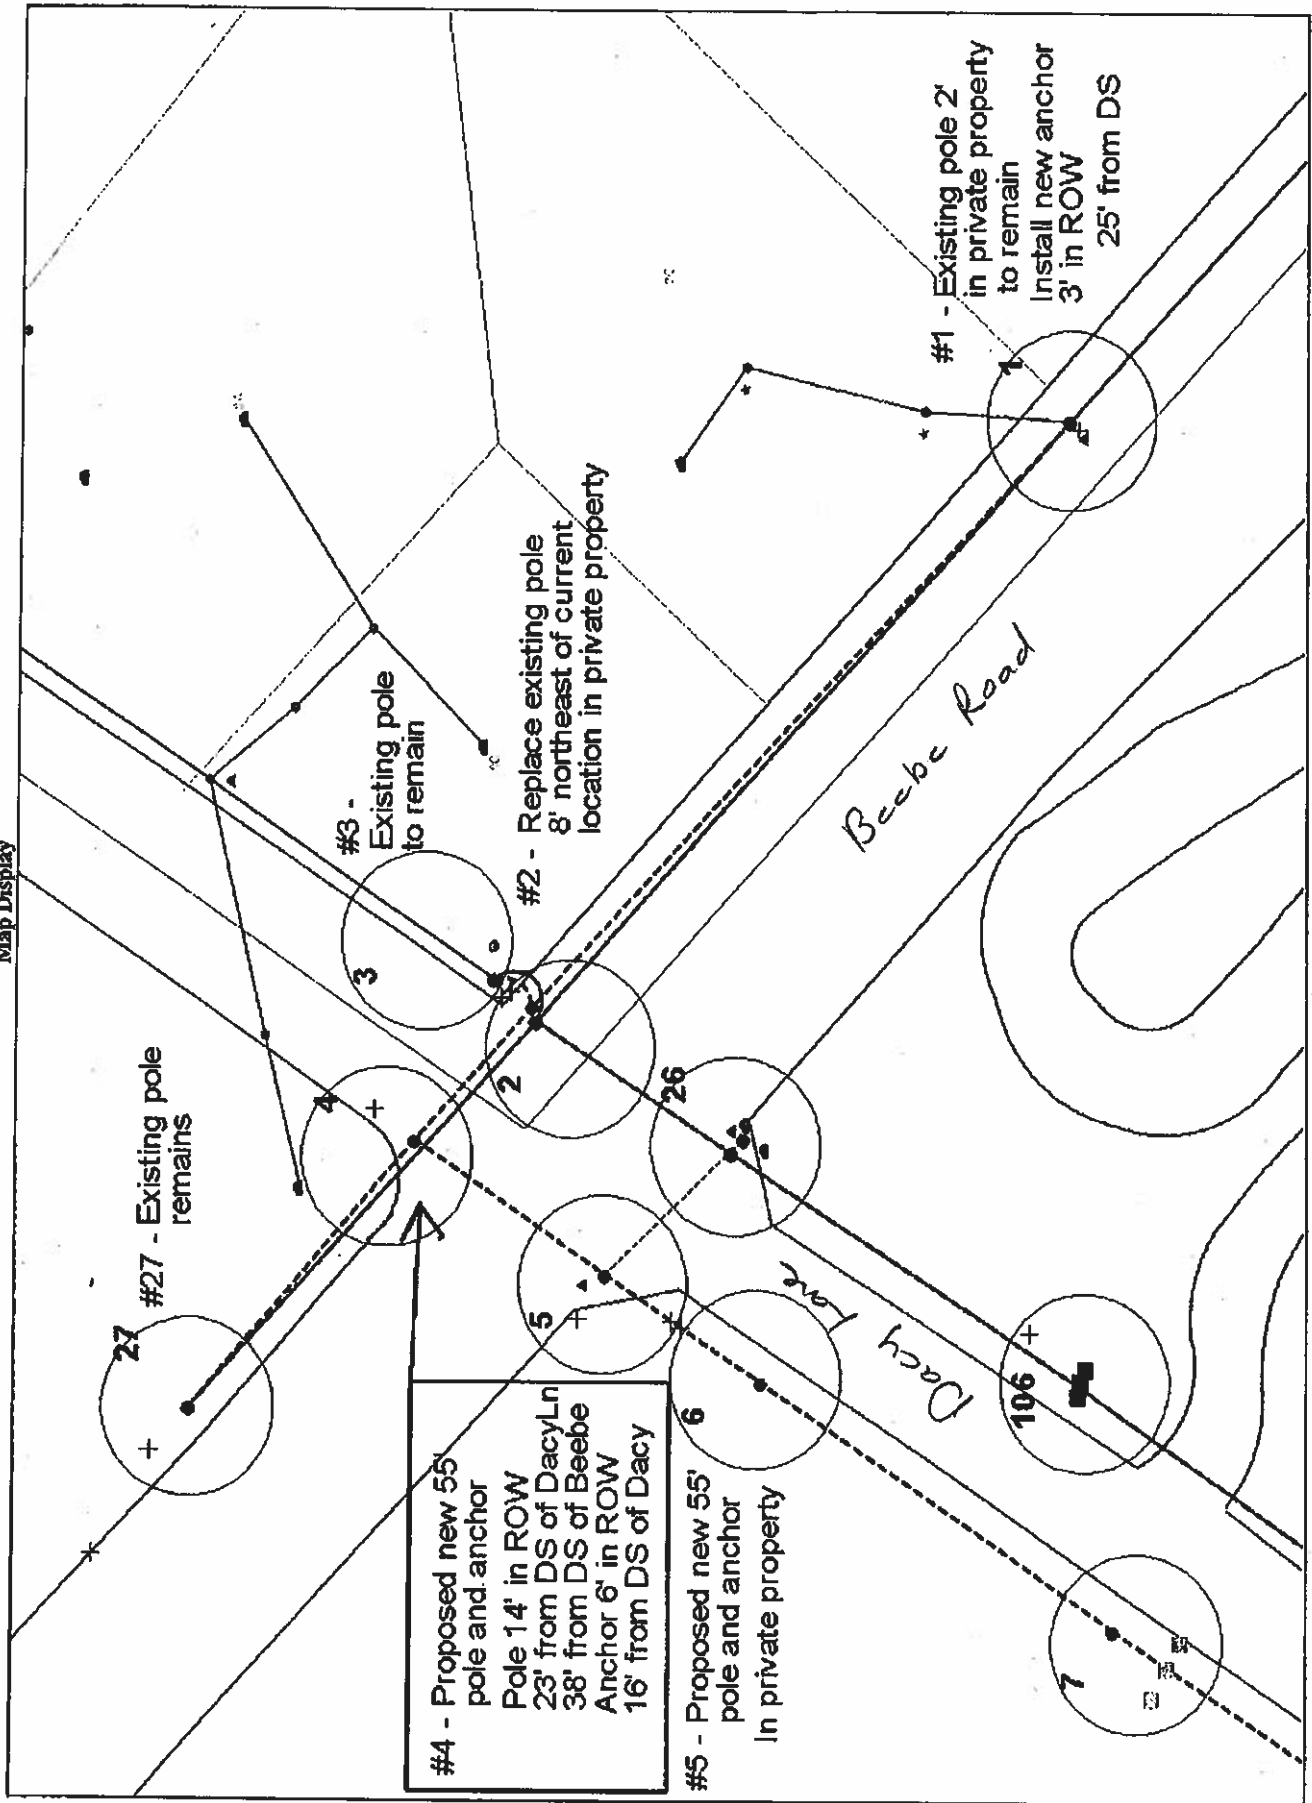 Map Display
#27 - Existing pole
remains
27
#3 -
Existing pole
to remain
3
4
#2 - Replace existing pole
8' northeast of current
location in private property
2
#1 - Existing pole 2'
in private property
to remain
Install new anchor
3' in ROW
25' from DS
1
26
Beebe Road
#4 - Proposed new 55'
pole and anchor
Pole 14' in ROW
23' from DS of DacyLn
38' from DS of Beebe
Anchor 6' in ROW
16' from DS of Dacy
5
#5 - Proposed new 55'
pole and anchor
In private property
6
Dacy Lane
106
7